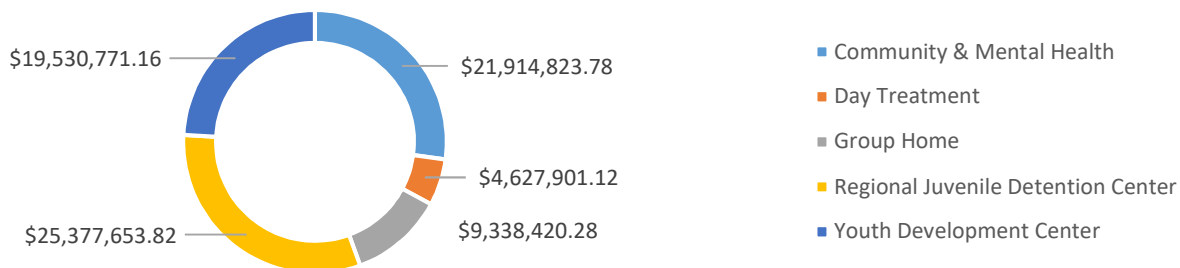 $19,530,771.16
$21,914,823.78
$4,627,901.12
$9,338,420.28
$25,377,653.82
Community & Mental Health
Day Treatment
Group Home
Regional Juvenile Detention Center
Youth Development Center